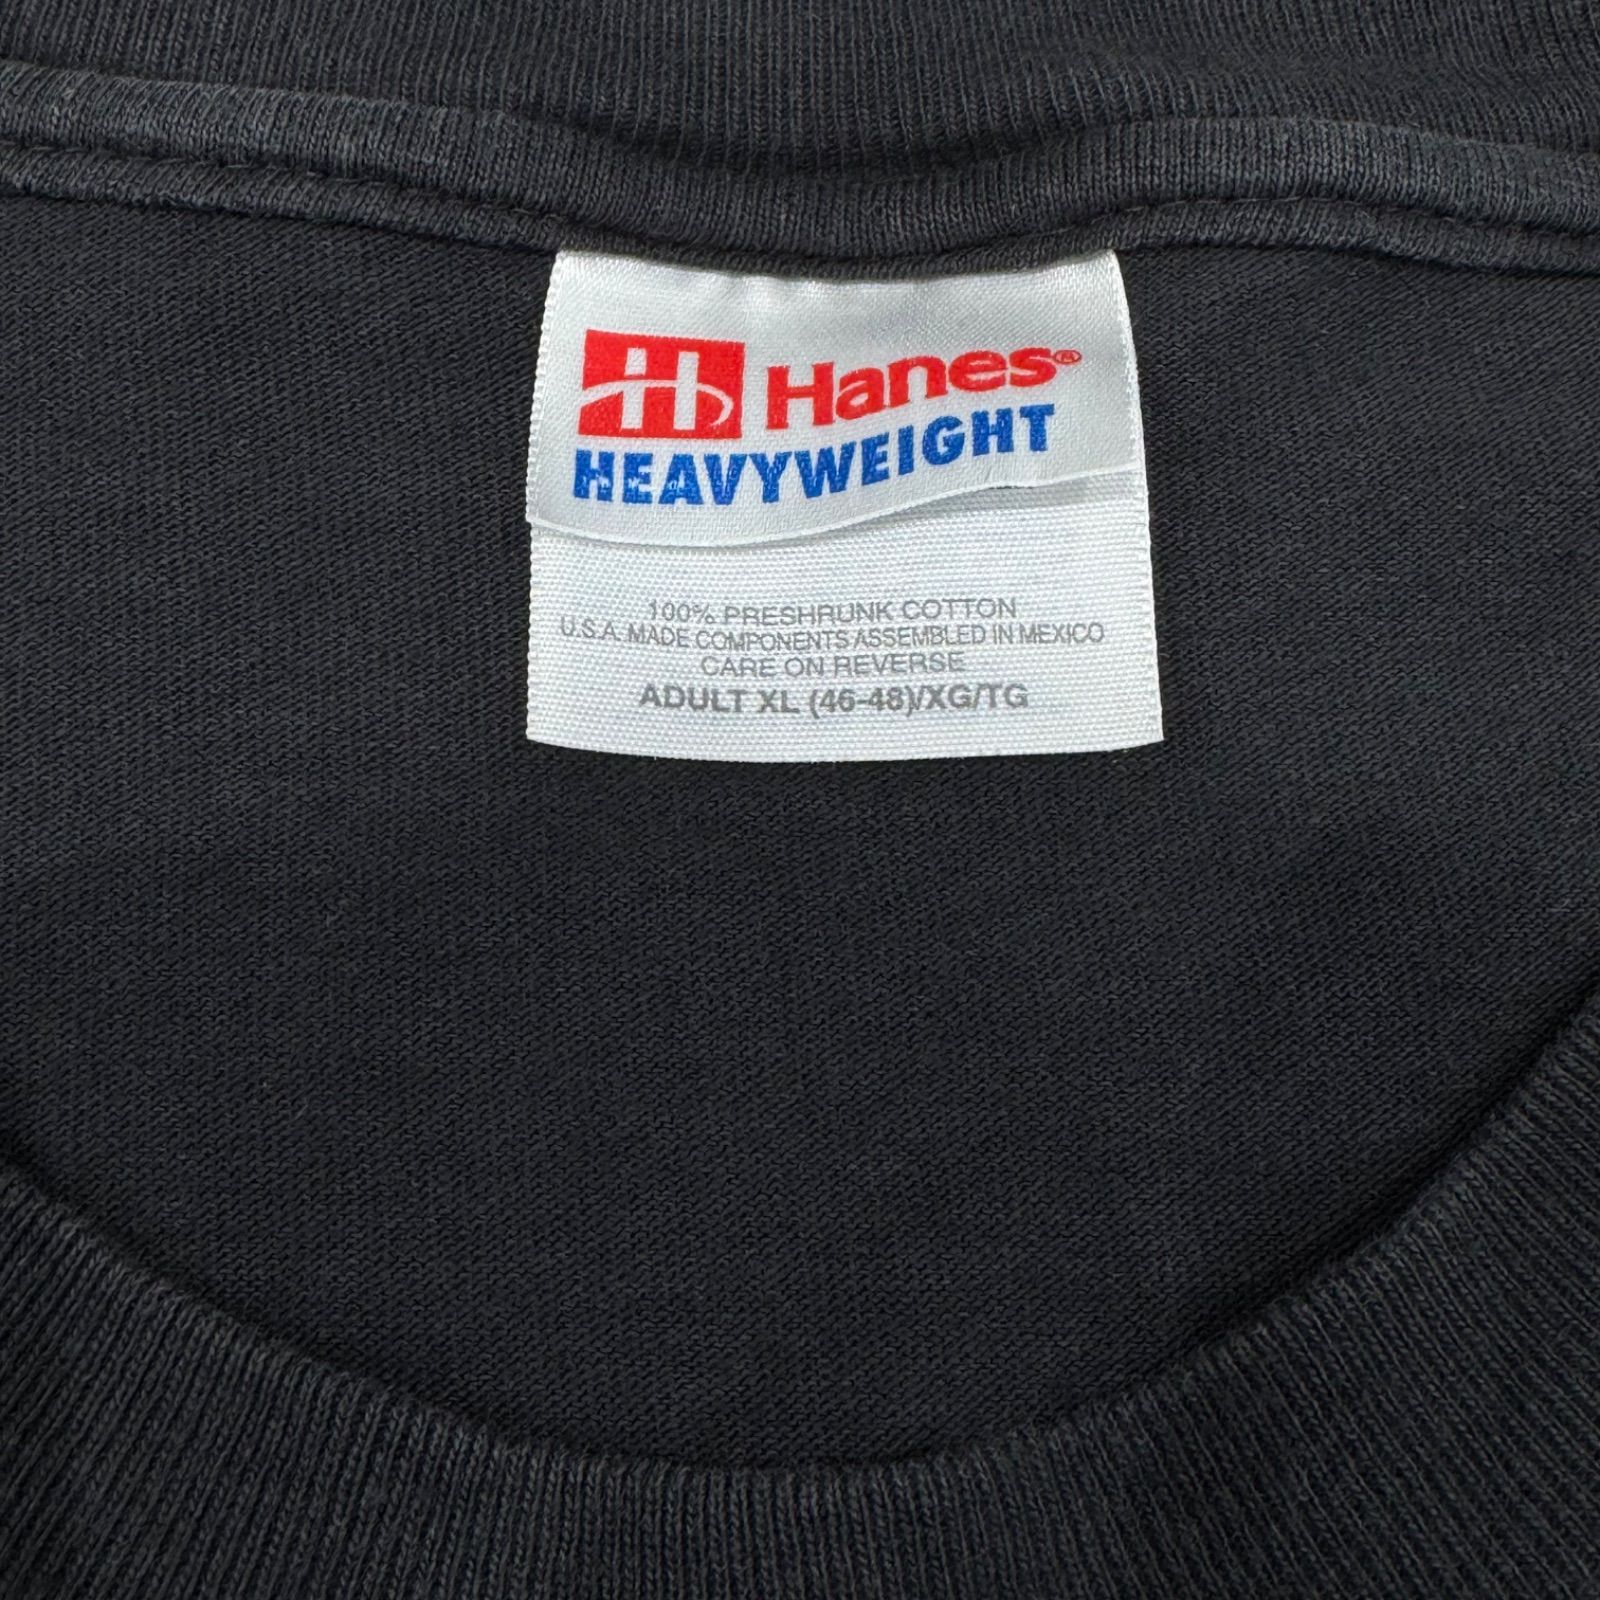 H Hanes®
HEAVYWEIGHT
100% PRESHRUNK COTTON
U.S.A. MADE COMPONENTS ASSEMBLED IN MEXICO
CARE ON REVERSE
ADULT XL (46-48)/XG/TG